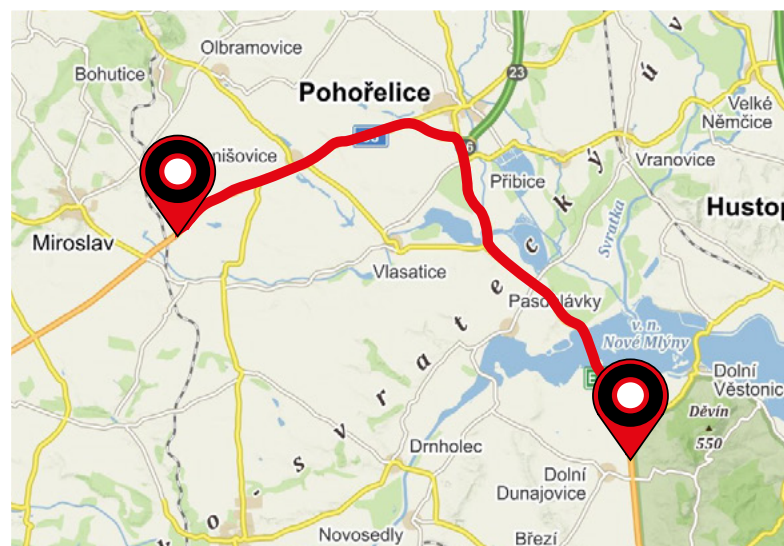 Olbramovice
Bohutice
Pohořelice
23
Velké
Němčice
nišovice
Přibice
Vranovice
Hustop
Miroslav
Svratka
Vlasatice
Pasohlávky
v. n.
Nové Mlýny
E
Dolní
Věstonic
Děvín
550
Drnholec
Dolní
Dunajovice
Novosedly
Březí
o - s v r a t e c k ý ú v